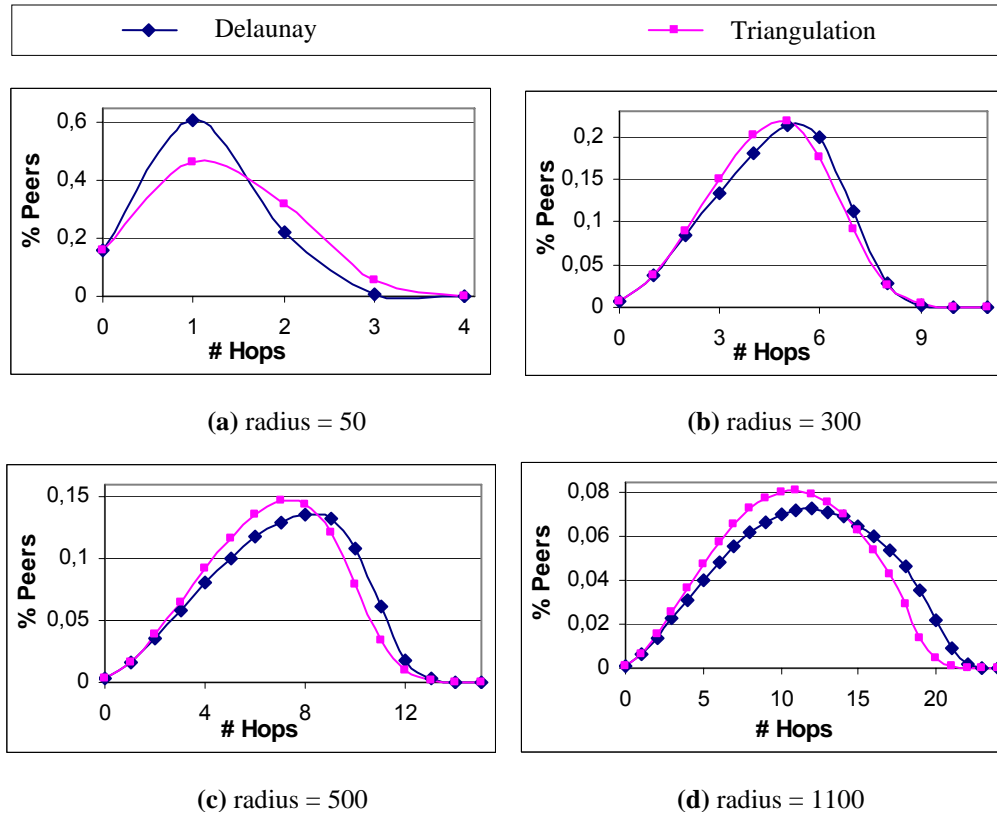 Delaunay Triangulation
0,6
0,4
0,2
0
% Peers
0 1 2 3 4
# Hops
(a) radius = 50
0,2
0,15
0,1
0,05
0
% Peers
0 3 6 9
# Hops
(b) radius = 300
0,15
0,1
0,05
0
% Peers
0 4 8 12
# Hops
(c) radius = 500
0,08
0,06
0,04
0,02
0
% Peers
0 5 10 15 20
# Hops
(d) radius = 1100